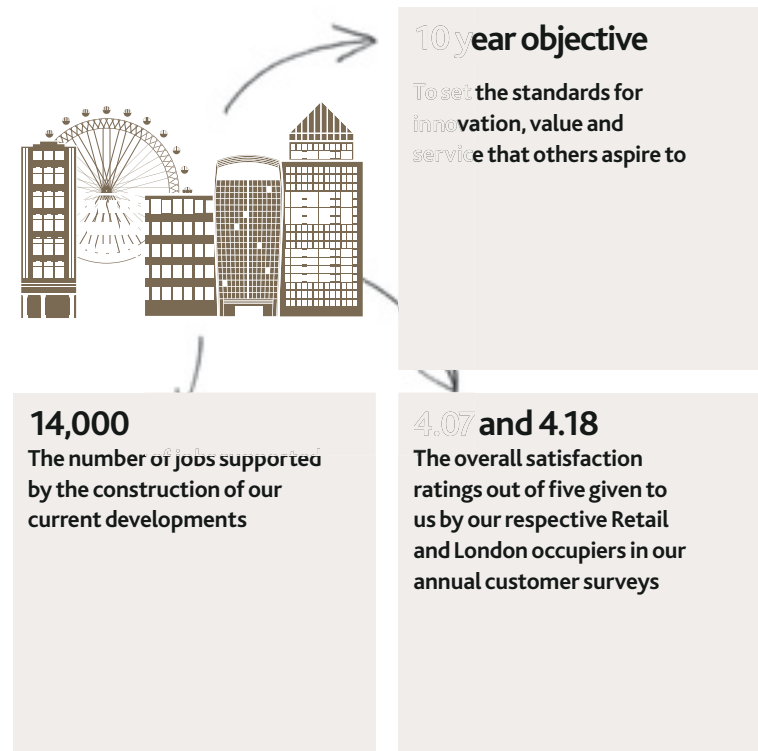 10 year objective
To set the standards for
innovation, value and
service that others aspire to
14,000
The number of jobs supported
by the construction of our
current developments
4.07 and 4.18
The overall satisfaction
ratings out of five given to
us by our respective Retail
and London occupiers in our
annual customer surveys